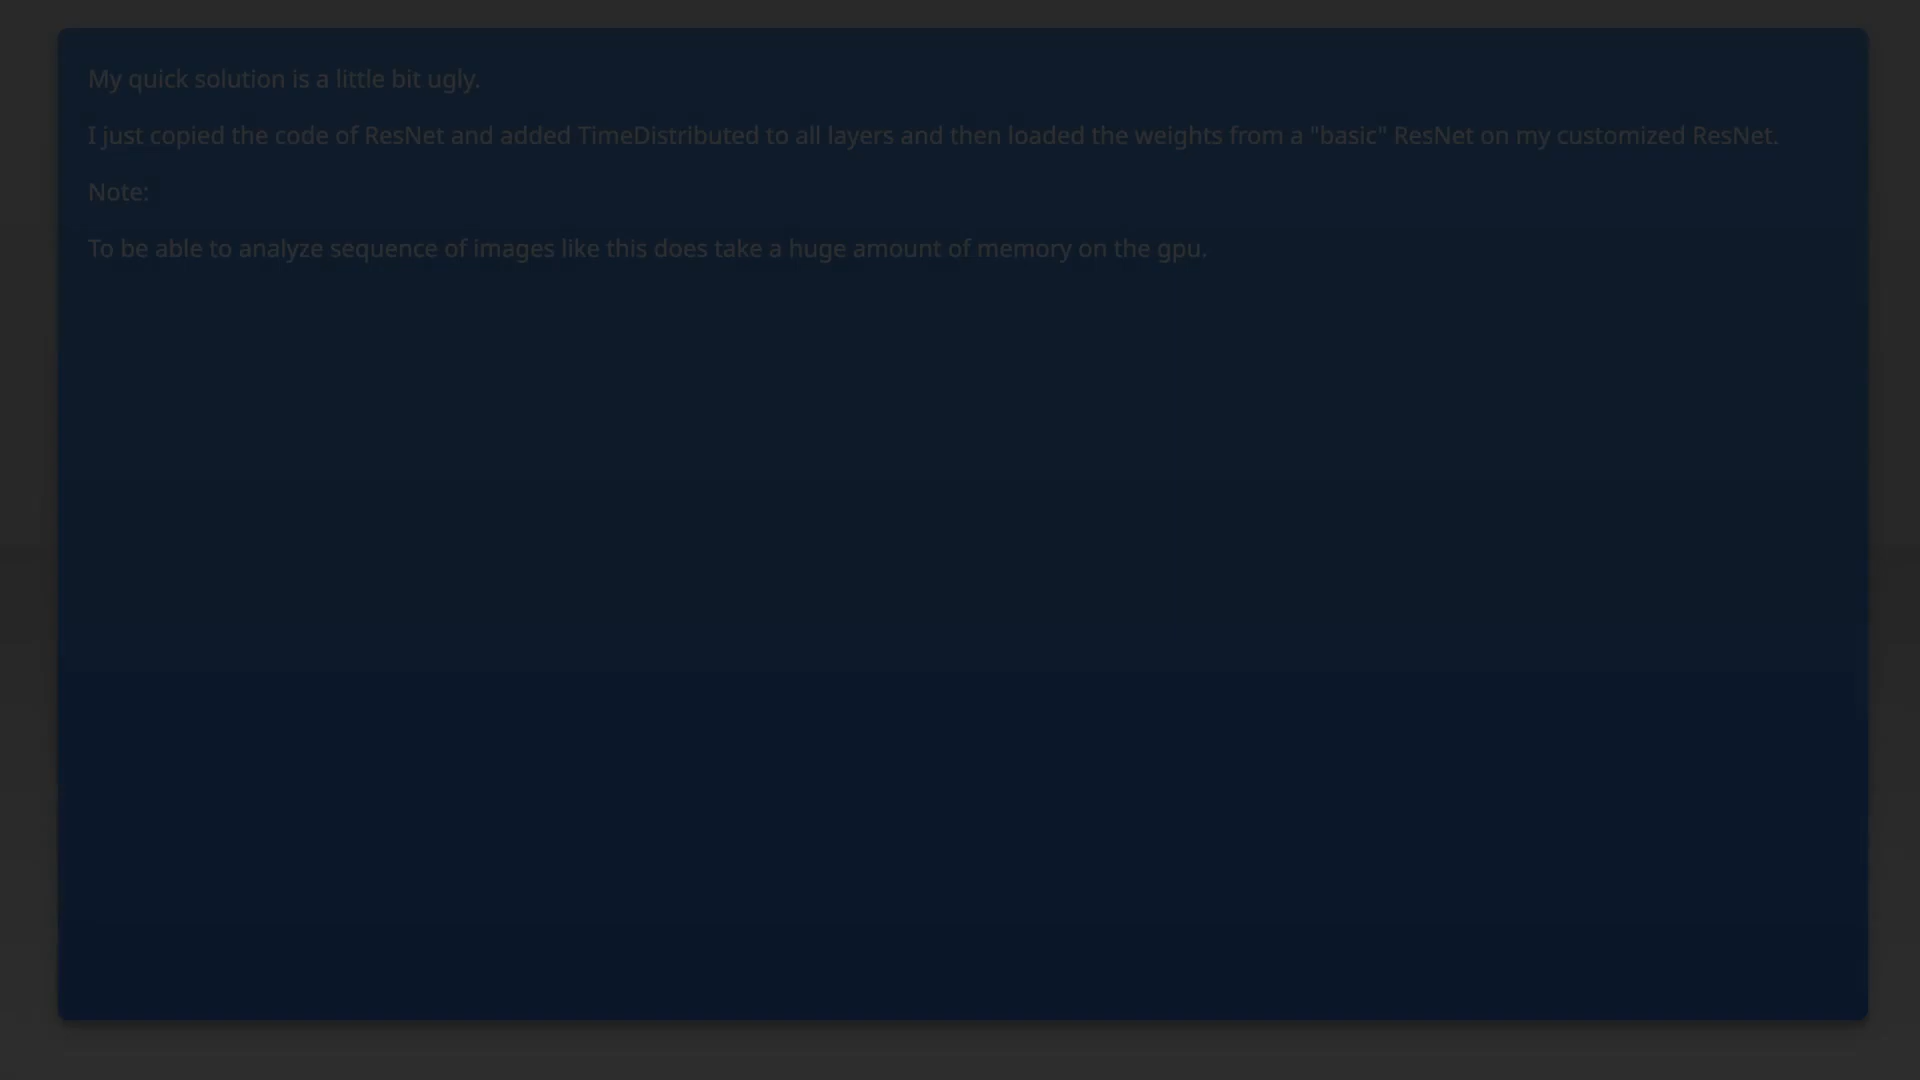 My quick solution is a little bit ugly.
I just copied the code of ResNet and added TimeDistributed to all layers and then loaded the weights from a "basic" ResNet on my customized ResNet.
Note:
To be able to analyze sequence of images like this does take a huge amount of memory on the gpu.